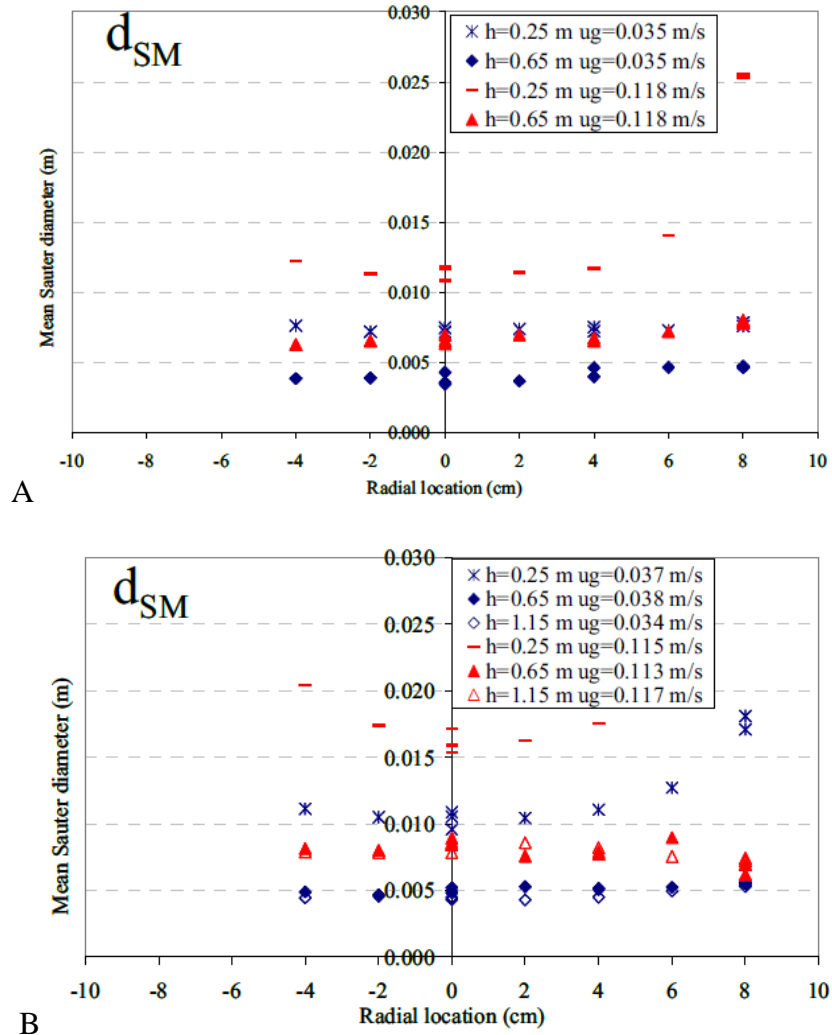 d_SM
0.030
0.025
0.020
0.015
0.010
0.005
0.000
Mean Sauter diameter (m)
h=0.25 m ug=0.035 m/s
h=0.65 m ug=0.035 m/s
h=0.25 m ug=0.118 m/s
h=0.65 m ug=0.118 m/s
-10 -8 -6 -4 -2 0 2 4 6 8 10
Radial location (cm)
A
d_SM
0.030
0.025
0.020
0.015
0.010
0.005
0.000
Mean Sauter diameter (m)
h=0.25 m ug=0.037 m/s
h=0.65 m ug=0.038 m/s
h=1.15 m ug=0.034 m/s
h=0.25 m ug=0.115 m/s
h=0.65 m ug=0.113 m/s
h=1.15 m ug=0.117 m/s
-10 -8 -6 -4 -2 0 2 4 6 8 10
Radial location (cm)
B